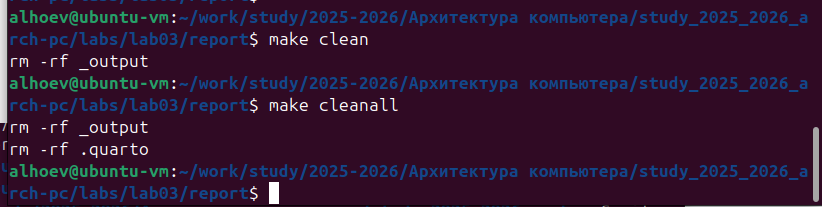 alhoev@ubuntu-vm:~/work/study/2025-2026/Архитектура компьютера/study_2025_2026_a
rch-pc/labs/lab03/report$ make clean
rm -rf _output
alhoev@ubuntu-vm:~/work/study/2025-2026/Архитектура компьютера/study_2025_2026_a
rch-pc/labs/lab03/report$ make cleanall
rm -rf _output
rm -rf .quarto
alhoev@ubuntu-vm:~/work/study/2025-2026/Архитектура компьютера/study_2025_2026_a
rch-pc/labs/lab03/report$